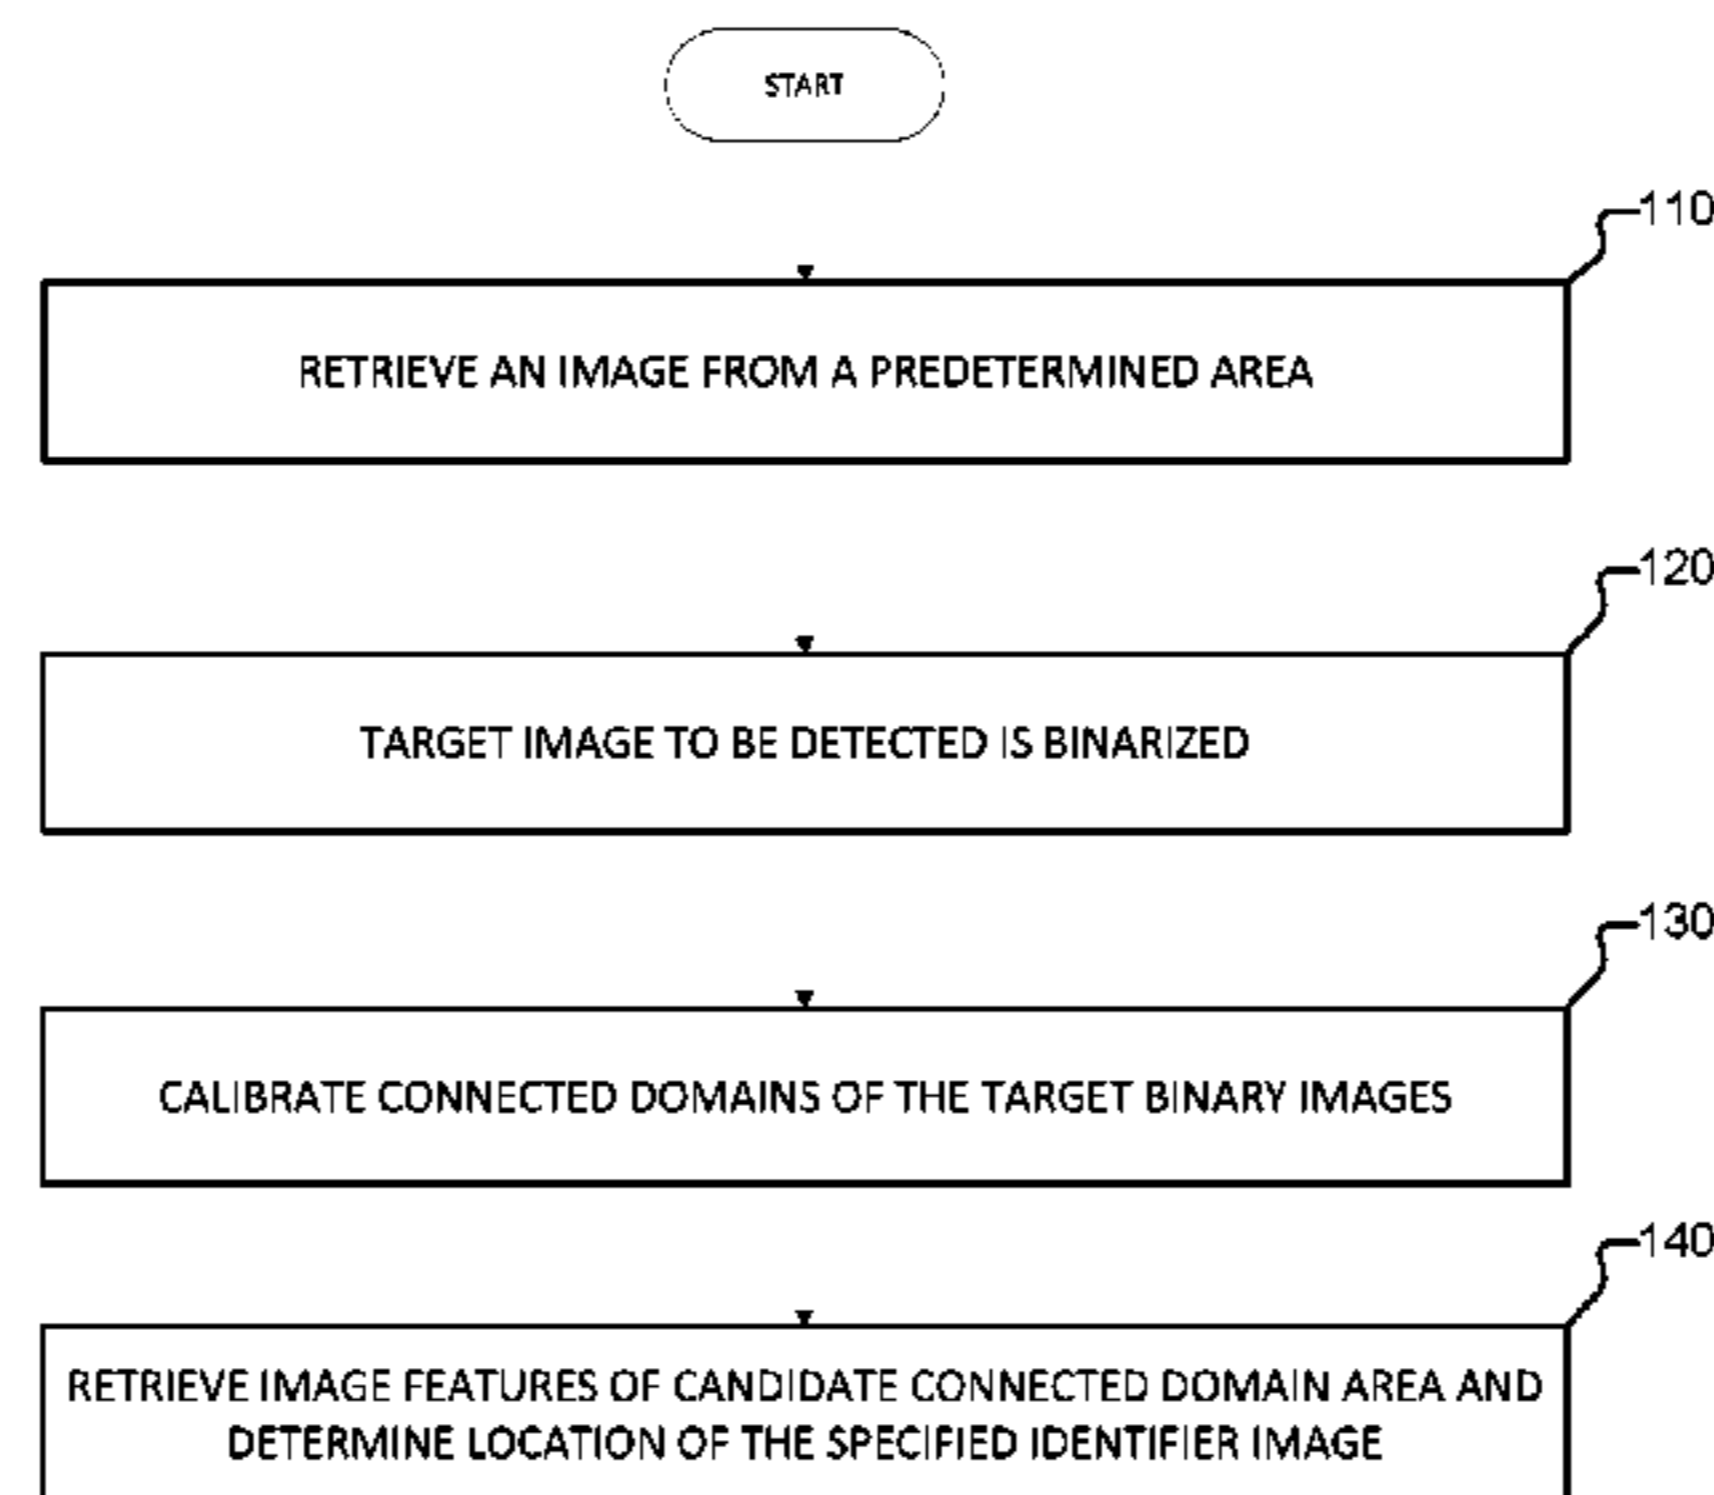 START
110
RETRIEVE AN IMAGE FROM A PREDETERMINED AREA
120
TARGET IMAGE TO BE DETECTED IS BINARIZED
130
CALIBRATE CONNECTED DOMAINS OF THE TARGET BINARY IMAGES
140
RETRIEVE IMAGE FEATURES OF CANDIDATE CONNECTED DOMAIN AREA AND
DETERMINE LOCATION OF THE SPECIFIED IDENTIFIER IMAGE